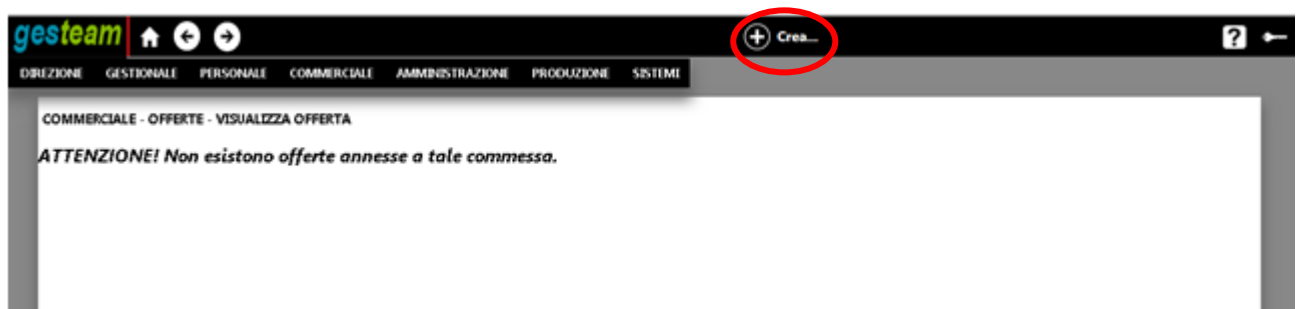 gesteam Crea...
DIREZIONE GESTIONALE PERSONALE COMMERCIALE AMMINISTRAZIONE PRODUZIONE SISTEMI
COMMERCIALE - OFFERTE - VISUALIZZA OFFERTA
ATTENZIONE! Non esistono offerte annesse a tale commessa.